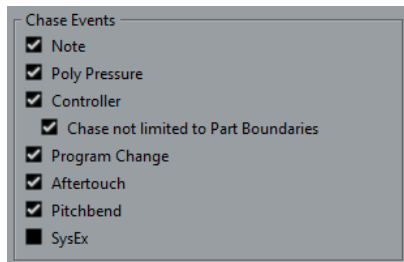 Chase Events
Note
Poly Pressure
Controller
Chase not limited to Part Boundaries
Program Change
Aftertouch
Pitchbend
SysEx